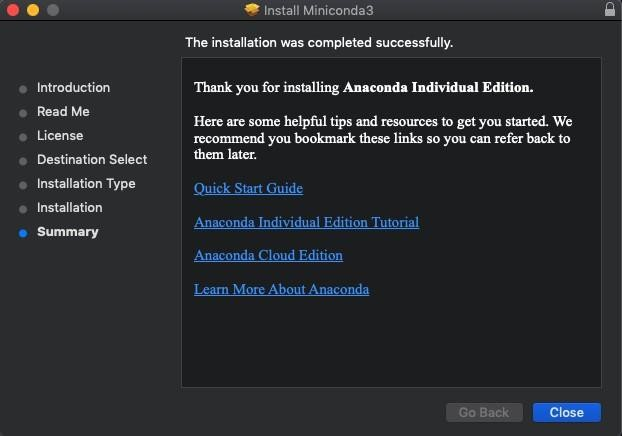 Install Miniconda3
The installation was completed successfully.
Introduction
Read Me
License
Destination Select
Installation Type
Installation
Summary
Thank you for installing Anaconda Individual Edition.
Here are some helpful tips and resources to get you started. We
recommend you bookmark these links so you can refer back to
them later.
Quick Start Guide
Anaconda Individual Edition Tutorial
Anaconda Cloud Edition
Learn More About Anaconda
Go Back
Close